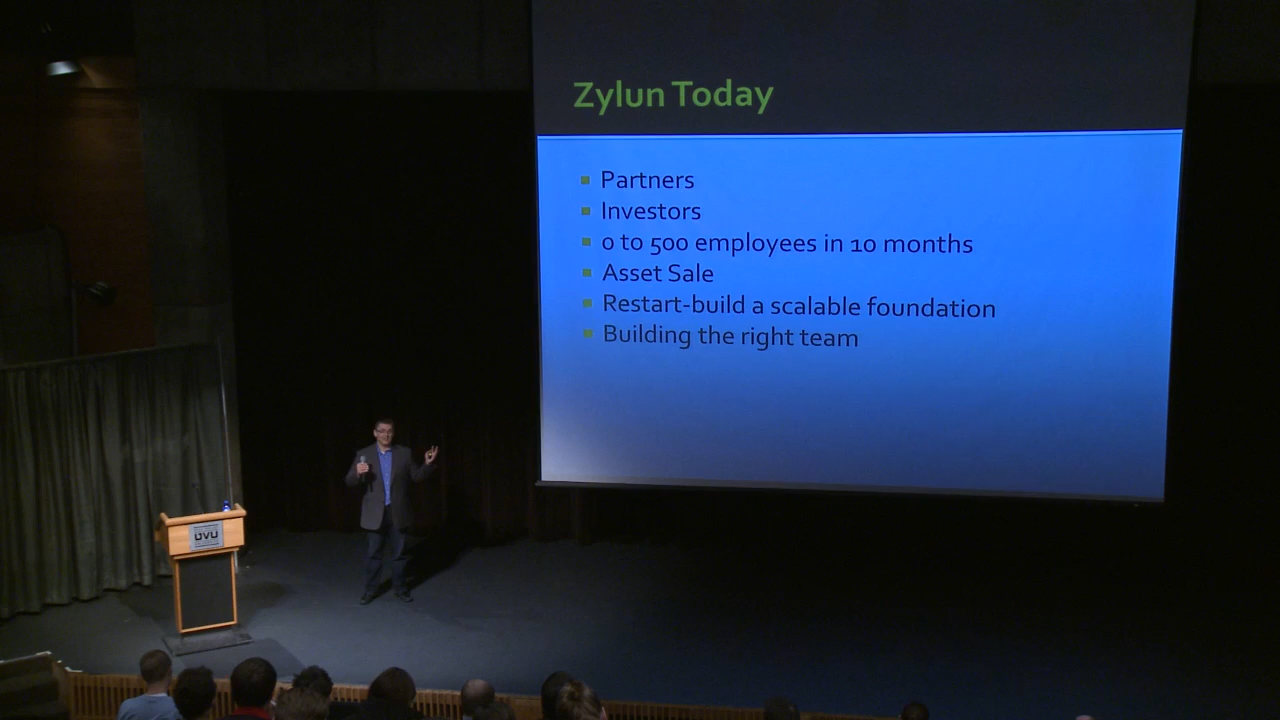 Zylun Today
Partners
Investors
0 to 500 employees in 10 months
Asset Sale
Restart-build a scalable foundation
Building the right team
UVU